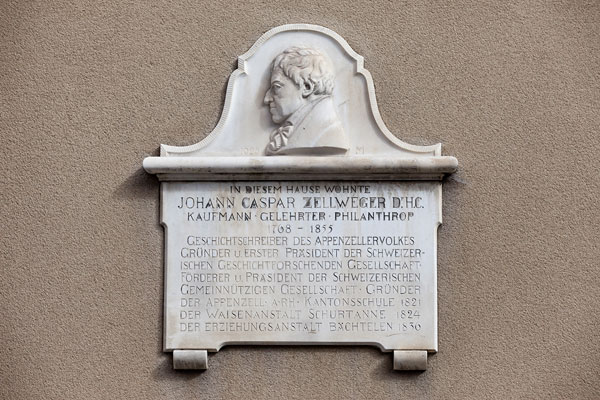 IN DIESEM HAUSE WOHNTE
JOHANN CASPAR ZELLWEGER D.H.C.
KAUFMANN · GELEHRTER · PHILANTHROP
1768 – 1855
GESCHICHTSCHREIBER DES APPENZELLERVOLKES
GRÜNDER U. ERSTER PRÄSIDENT DER SCHWEIZER-
ISCHEN GESCHICHTFORSCHENDEN GESELLSCHAFT·
FÖRDERER U. PRÄSIDENT DER SCHWEIZERISCHEN
GEMEINNÜTZIGEN GESELLSCHAFT · GRÜNDER
DER APPENZELL · A·RH · KANTONSSCHULE 1821
DER WAISENANSTALT SCHURTANNE 1824
DER ERZIEHUNGSANSTALT BÄCHTELEN 1830